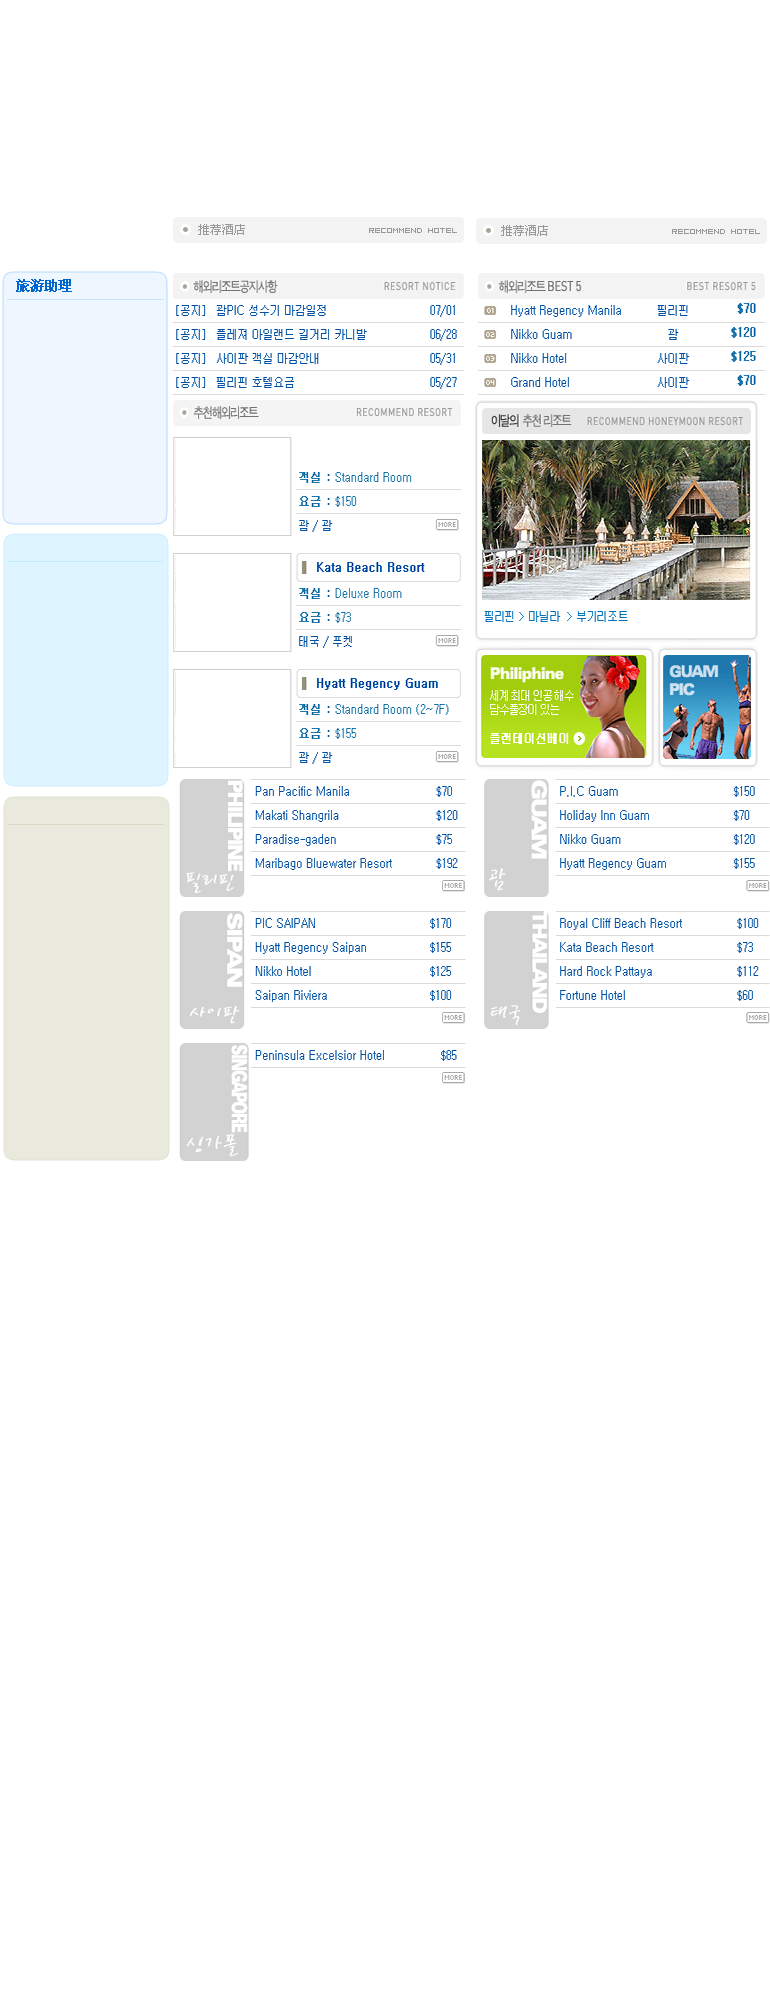 推荐酒店 RECOMMEND HOTEL
推荐酒店 RECOMMEND HOTEL
旅游助理
해외리조트공지사항 RESORT NOTICE
[공지] 괌PIC 성수기 마감일정 07/01
[공지] 플레져 아일랜드 길거리 카니발 06/28
[공지] 사이판 객실 마감안내 05/31
[공지] 필리핀 호텔요금 05/27
해외리조트 BEST 5 BEST RESORT 5
01 Hyatt Regency Manila 필리핀 $70
02 Nikko Guam 괌 $120
03 Nikko Hotel 사이판 $125
04 Grand Hotel 사이판 $70
추천해외리조트 RECOMMEND RESORT
객실 : Standard Room
요금 : $150
괌 / 괌 MORE
Kata Beach Resort
객실 : Deluxe Room
요금 : $73
태국 / 푸켓 MORE
Hyatt Regency Guam
객실 : Standard Room (2~7F)
요금 : $155
괌 / 괌 MORE
이달의 추천 리조트 RECOMMEND HONEYMOON RESORT
필리핀 > 마닐라 > 부기리조트
Philiphine
세계 최대 인공 해수
담수풀장이 있는
플랜테이션베이
GUAM
PIC
PHILIPINE
필리핀
Pan Pacific Manila $70
Makati Shangrila $120
Paradise-gaden $75
Maribago Bluewater Resort $192
MORE
GUAM
괌
P.I.C Guam $150
Holiday Inn Guam $70
Nikko Guam $120
Hyatt Regency Guam $155
MORE
SIPAN
사이판
PIC SAIPAN $170
Hyatt Regency Saipan $155
Nikko Hotel $125
Saipan Riviera $100
MORE
THAILAND
태국
Royal Cliff Beach Resort $100
Kata Beach Resort $73
Hard Rock Pattaya $112
Fortune Hotel $60
MORE
SINGAPORE
싱가폴
Peninsula Excelsior Hotel $85
MORE